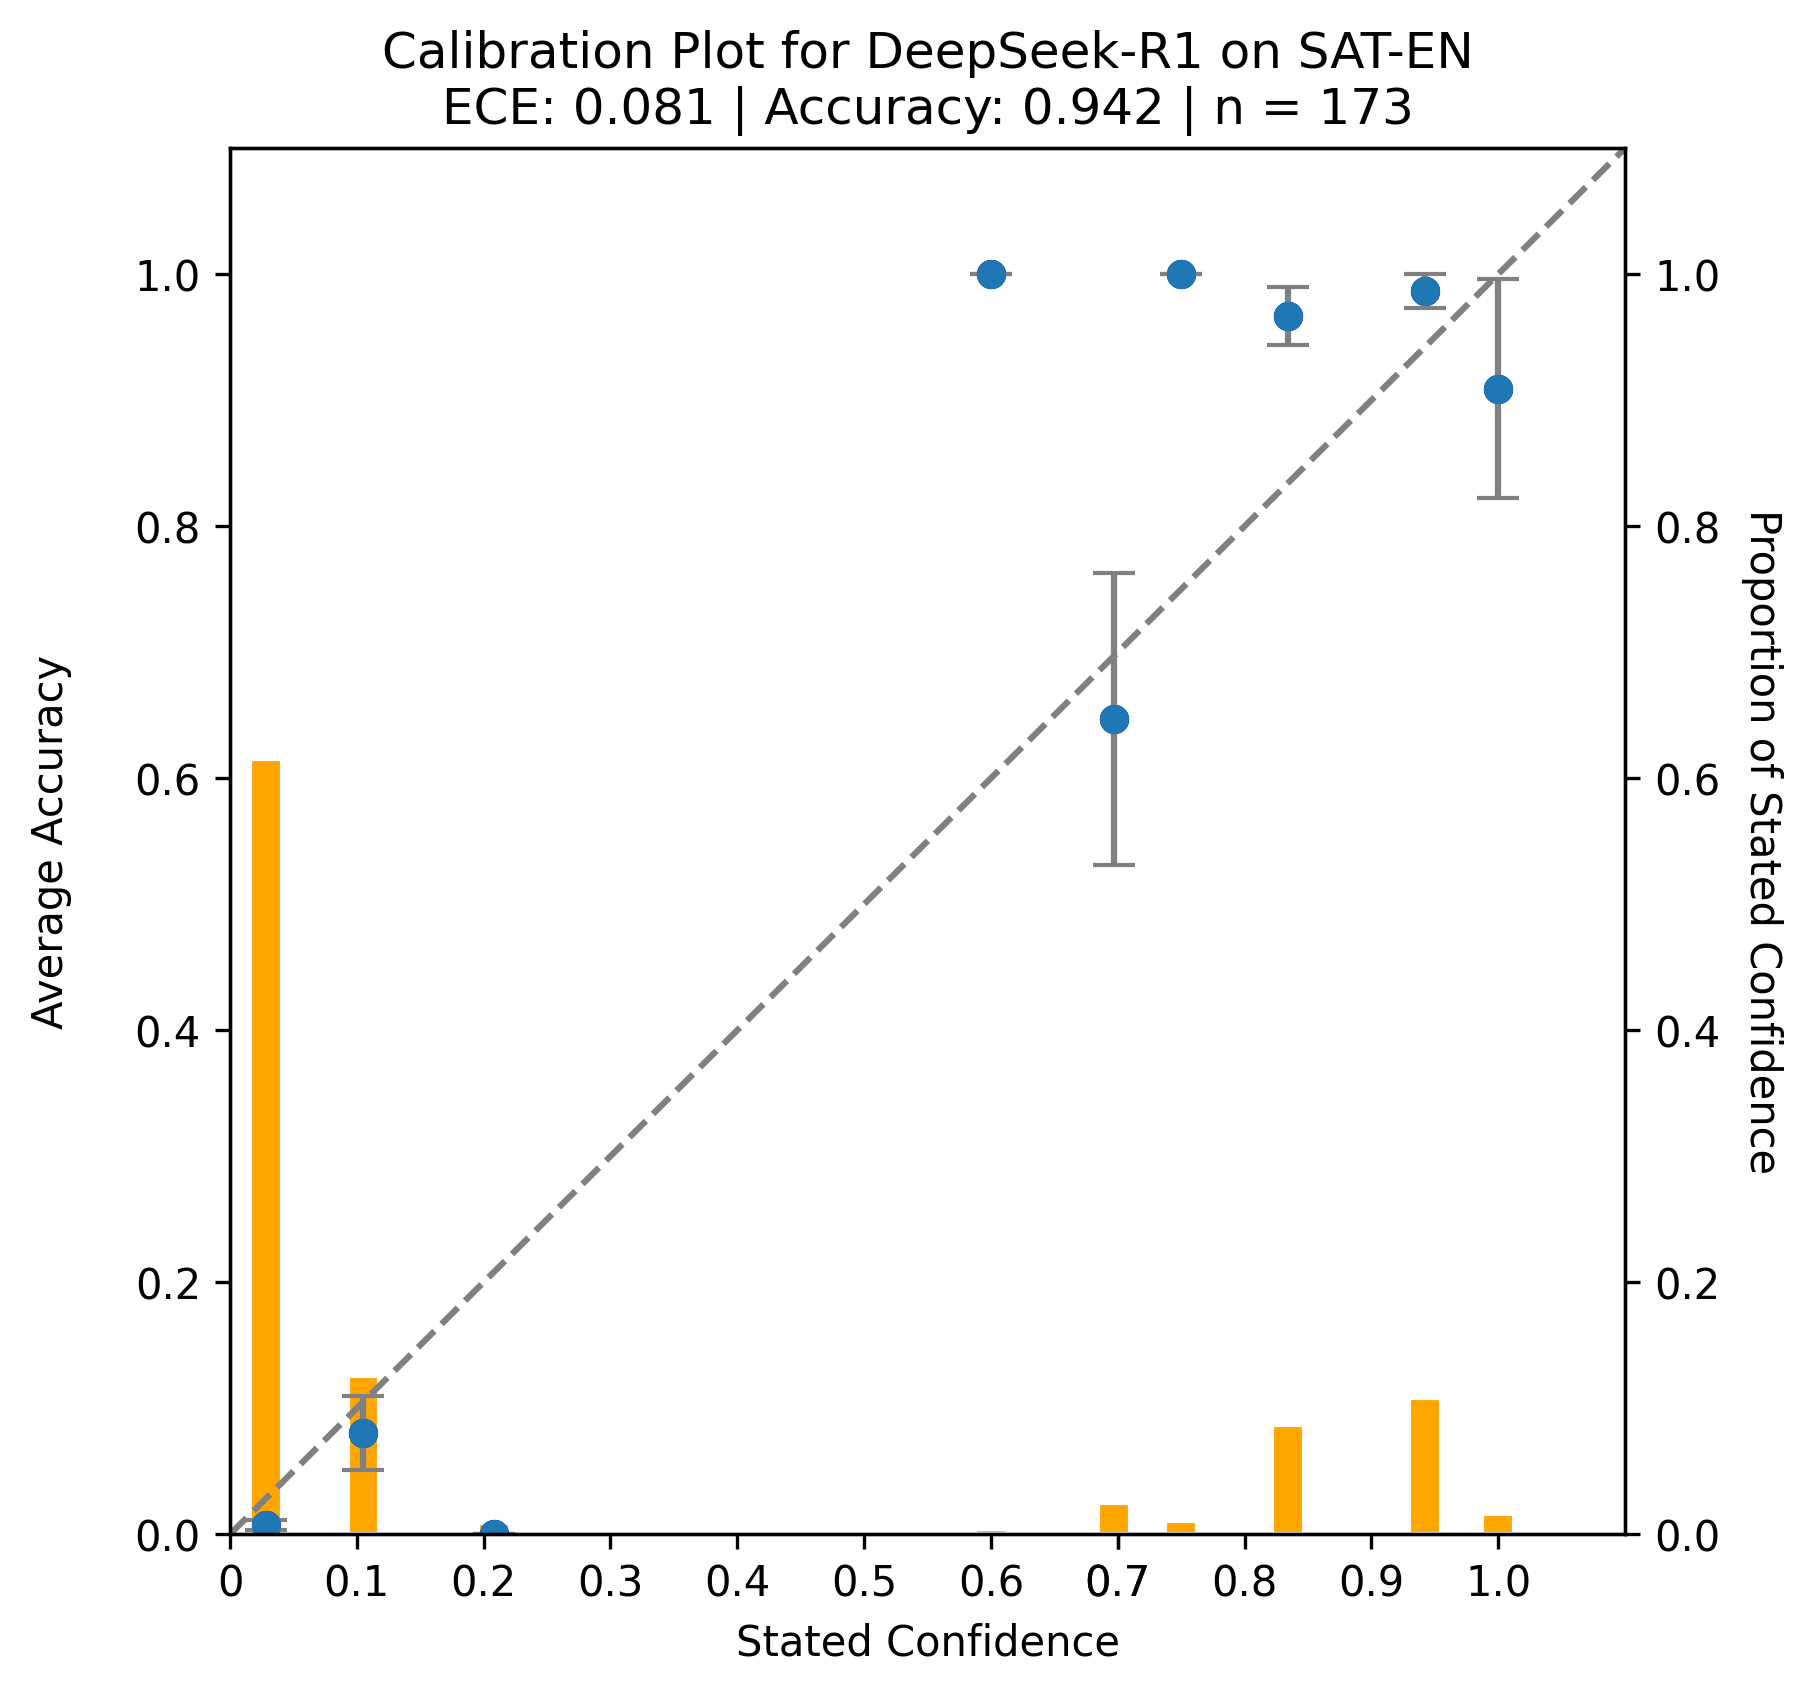 Calibration Plot for DeepSeek-R1 on SAT-EN
ECE: 0.081 | Accuracy: 0.942 | n = 173
Average Accuracy
1.0
0.8
0.6
0.4
0.2
0.0
1.0
0.8
0.6
0.4
0.2
0.0
Proportion of Stated Confidence
0 0.1 0.2 0.3 0.4 0.5 0.6 0.7 0.8 0.9 1.0
Stated Confidence